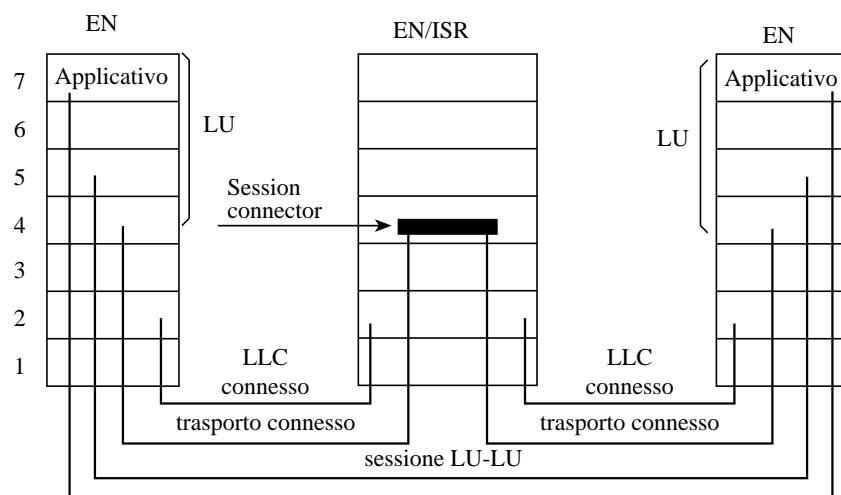 EN
EN/ISR
EN
7
Applicativo
Applicativo
6
LU
LU
5
Session
connector
4
3
2
1
LLC
connesso
LLC
connesso
trasporto connesso
trasporto connesso
sessione LU-LU